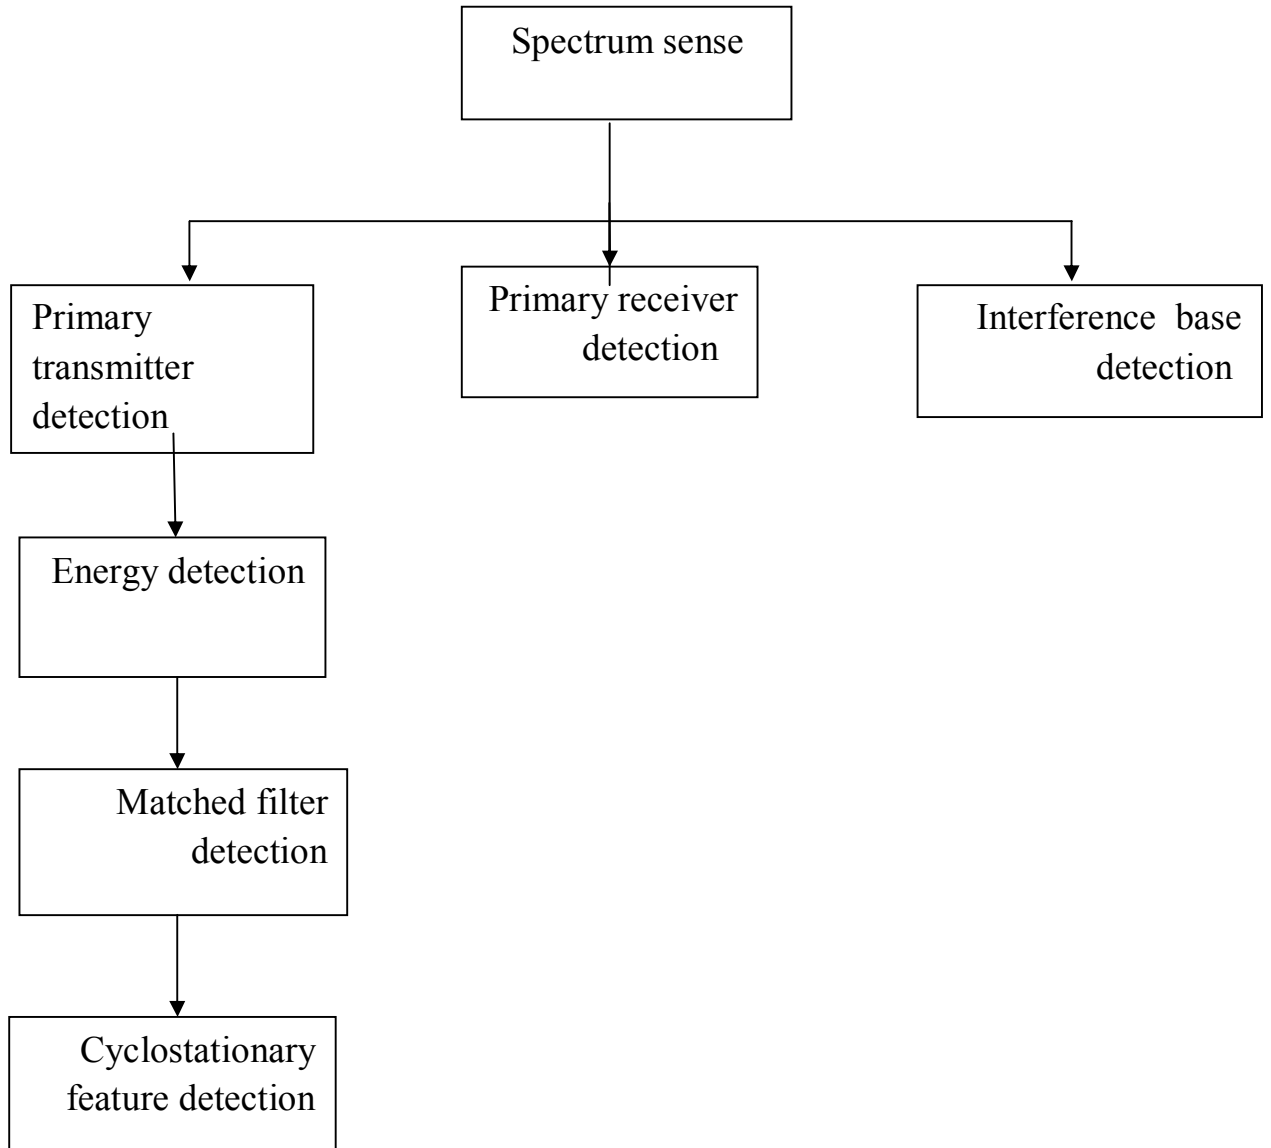 Spectrum sense
Primary
transmitter
detection
Primary receiver
detection
Interference base
detection
Energy detection
Matched filter
detection
Cyclostationary
feature detection